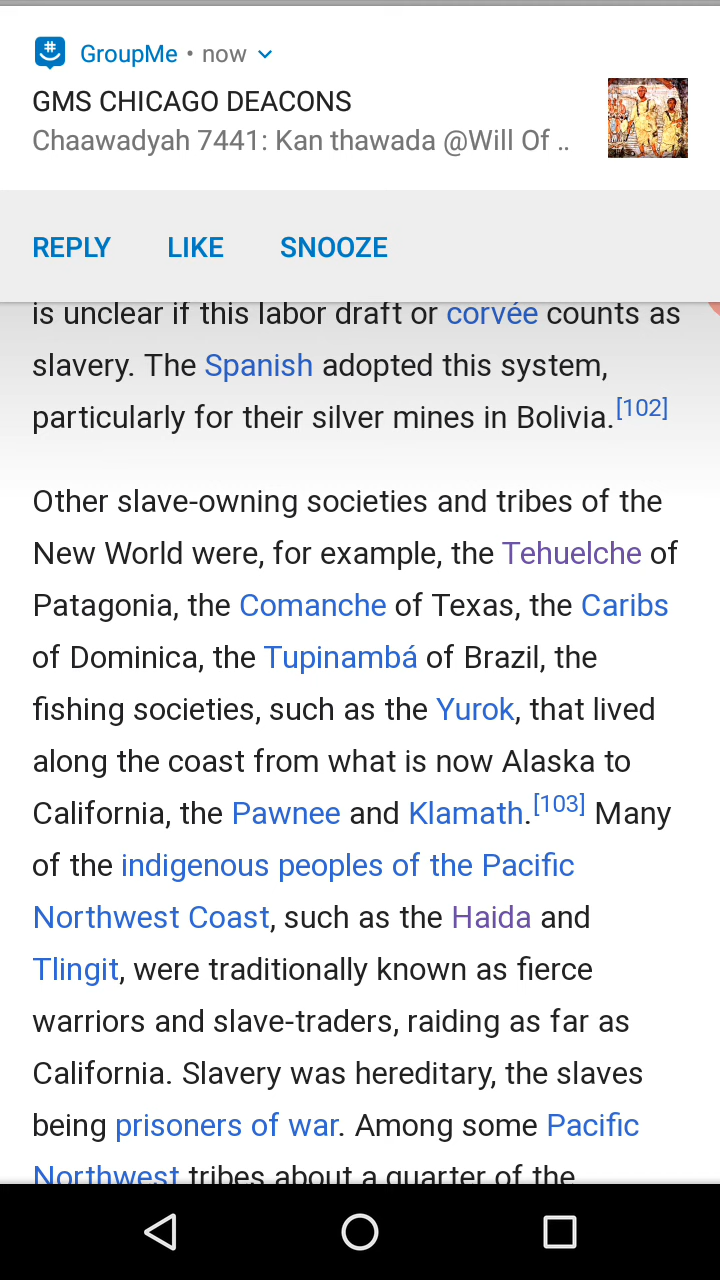 GroupMe • now
GMS CHICAGO DEACONS
Chaawadyah 7441: Kan thawada @Will Of ..
REPLY LIKE SNOOZE
is unclear if this labor draft or corvée counts as
slavery. The Spanish adopted this system,
particularly for their silver mines in Bolivia.[102]
Other slave-owning societies and tribes of the
New World were, for example, the Tehuelche of
Patagonia, the Comanche of Texas, the Caribs
of Dominica, the Tupinambá of Brazil, the
fishing societies, such as the Yurok, that lived
along the coast from what is now Alaska to
California, the Pawnee and Klamath.[103] Many
of the indigenous peoples of the Pacific
Northwest Coast, such as the Haida and
Tlingit, were traditionally known as fierce
warriors and slave-traders, raiding as far as
California. Slavery was hereditary, the slaves
being prisoners of war. Among some Pacific
Northwest tribes about a quarter of the